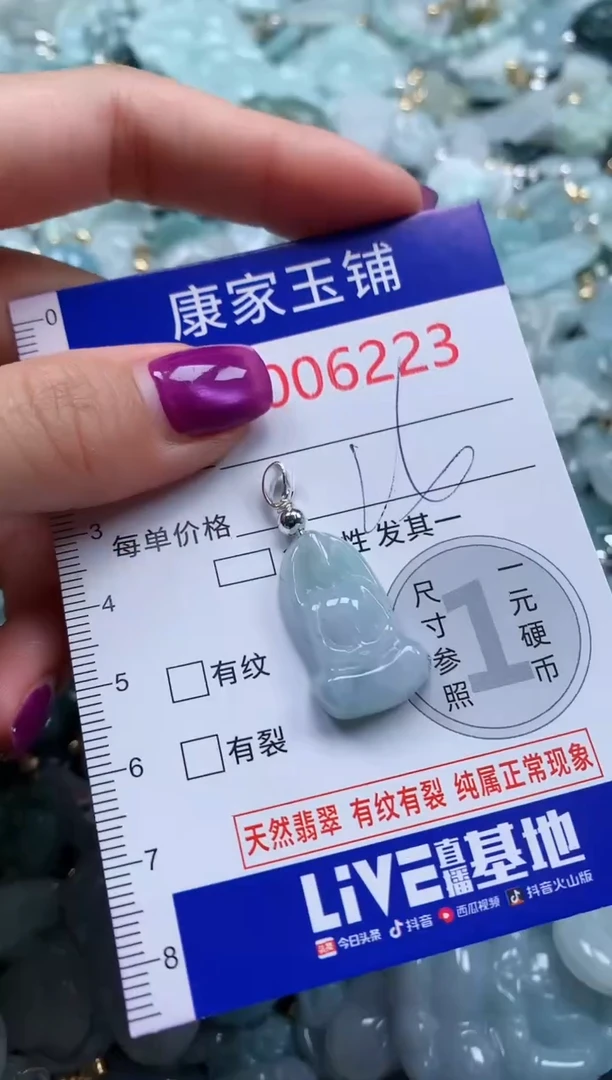 康家玉铺
0
006223
3
每单价格
性发其一
4
尺寸参照
1
一元硬币
5
有纹
6
有裂
天然翡翠 有纹有裂 纯属正常现象
7
LiVE直播基地
8
头条 今日头条 抖音 西瓜视频 抖音火山版